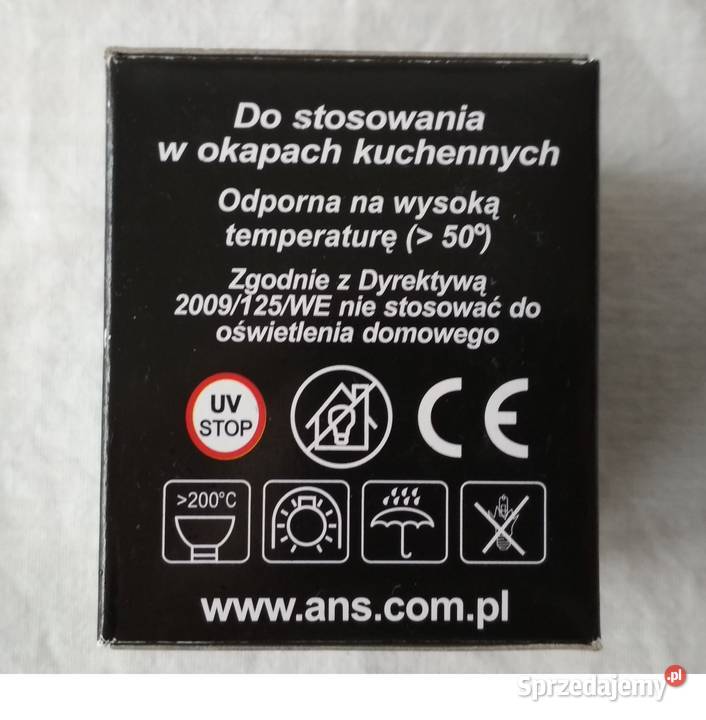 Do stosowania
w okapach kuchennych
Odporna na wysoką
temperaturę (> 50º)
Zgodnie z Dyrektywą
2009/125/WE nie stosować do
oświetlenia domowego
UV
STOP
CE
>200°C
www.ans.com.pl
Sprzedajemy.pl